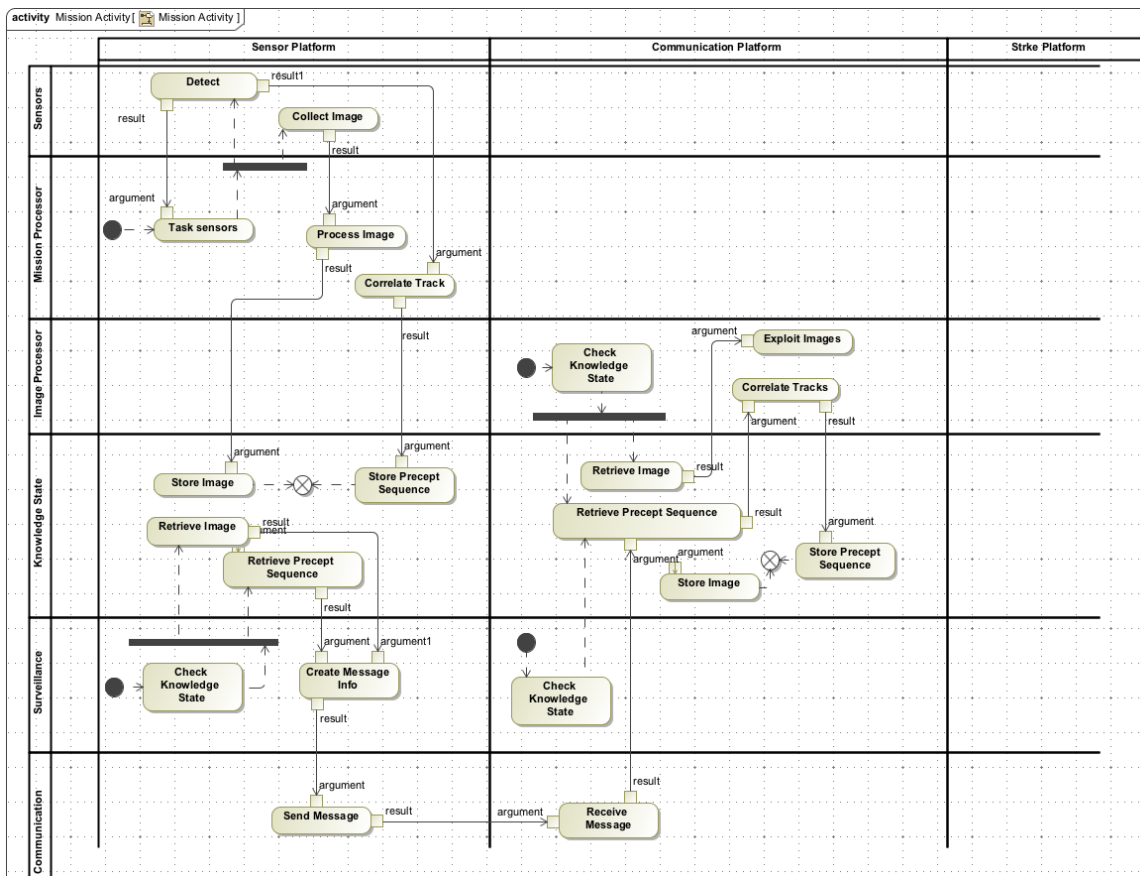 activity Mission Activity[ Mission Activity ]
Sensor Platform
Communication Platform
Strke Platform
Sensors
Detect
result1
result
Collect Image
result
Mission Processor
argument
Task sensors
argument
Process Image
result
argument
Correlate Track
result
Image Processor
Check
Knowledge
State
argument
Exploit Images
Correlate Tracks
argument
result
Knowledge State
argument
Store Image
argument
Store Precept
Sequence
Retrieve Image
result
Retrieve Precept
Sequence
result
Retrieve Image
result
Retrieve Precept Sequence
result
argument
argument
Store Image
argument
Store Precept
Sequence
Surveillance
Check
Knowledge
State
argument
argument1
Create Message
Info
result
Check
Knowledge
State
Communication
argument
Send Message
result
argument
Receive
Message
result